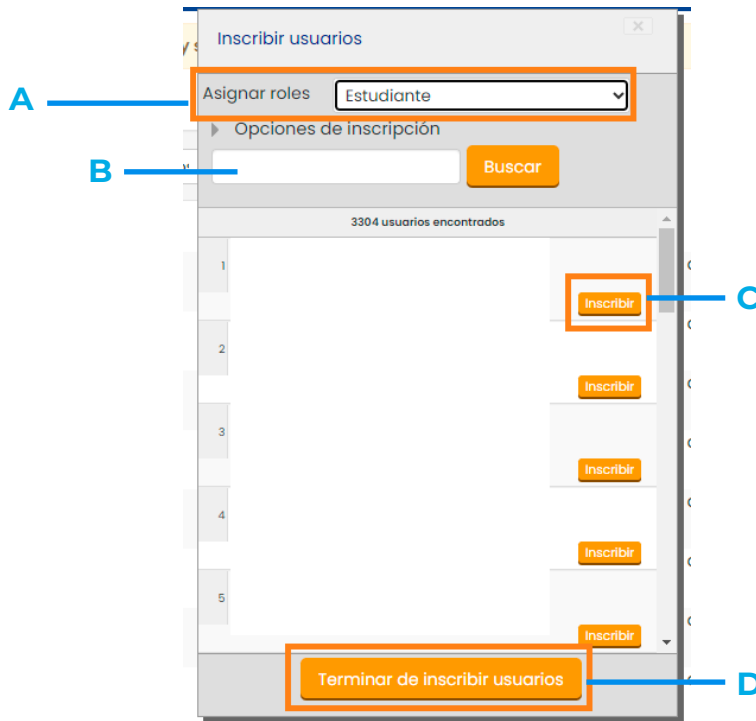 Inscribir usuarios
A
Asignar roles Estudiante
Opciones de inscripción
B
Buscar
3304 usuarios encontrados
1
Inscribir
C
2
Inscribir
3
Inscribir
4
Inscribir
5
Inscribir
Terminar de inscribir usuarios
D